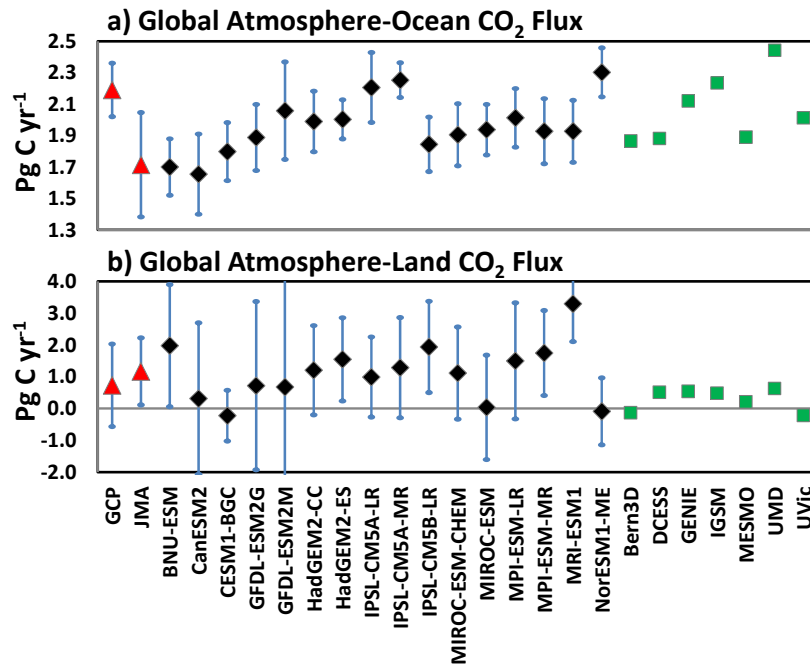 a) Global Atmosphere-Ocean CO₂ Flux
Pg C yr⁻¹
2.5
2.3
2.1
1.9
1.7
1.5
1.3
b) Global Atmosphere-Land CO₂ Flux
Pg C yr⁻¹
4.0
3.0
2.0
1.0
0.0
-1.0
-2.0
GCP
JMA
BNU-ESM
CanESM2
CESM1-BGC
GFDL-ESM2G
GFDL-ESM2M
HadGEM2-CC
HadGEM2-ES
IPSL-CM5A-LR
IPSL-CM5A-MR
IPSL-CM5B-LR
MIROC-ESM-CHEM
MIROC-ESM
MPI-ESM-LR
MPI-ESM-MR
MRI-ESM1
NorESM1-ME
Bern3D
DCESS
GENIE
IGSM
MESMO
UMD
UVic